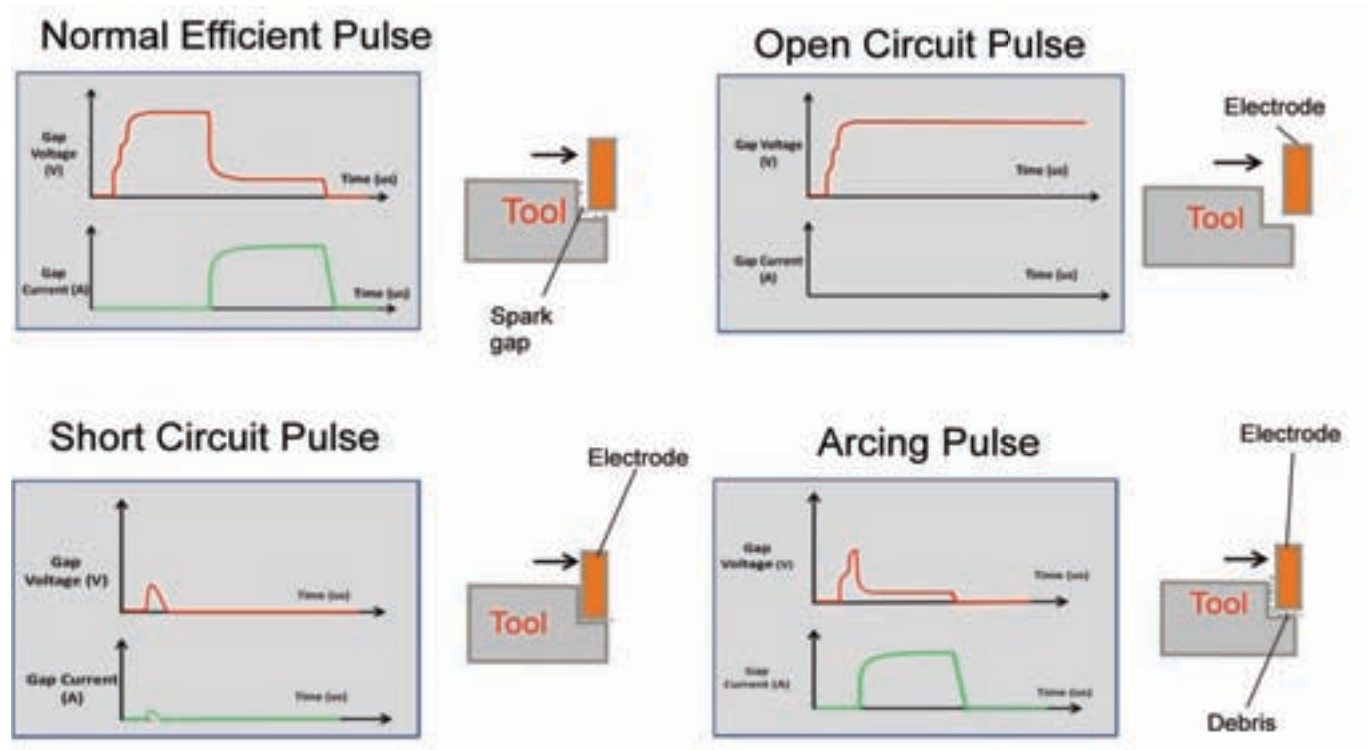 Normal Efficient Pulse
Gap
Voltage
(V)
Time (us)
Gap
Current (A)
Time (us)
Tool
Spark
gap
Open Circuit Pulse
Gap Voltage
(V)
Time (us)
Gap Current
(A)
Time (us)
Electrode
Tool
Short Circuit Pulse
Gap
Voltage (V)
Time (us)
Gap Current
(A)
Time (us)
Electrode
Tool
Arcing Pulse
Gap
Voltage (V)
Time (us)
Gap
Current (A)
Time (us)
Electrode
Tool
Debris